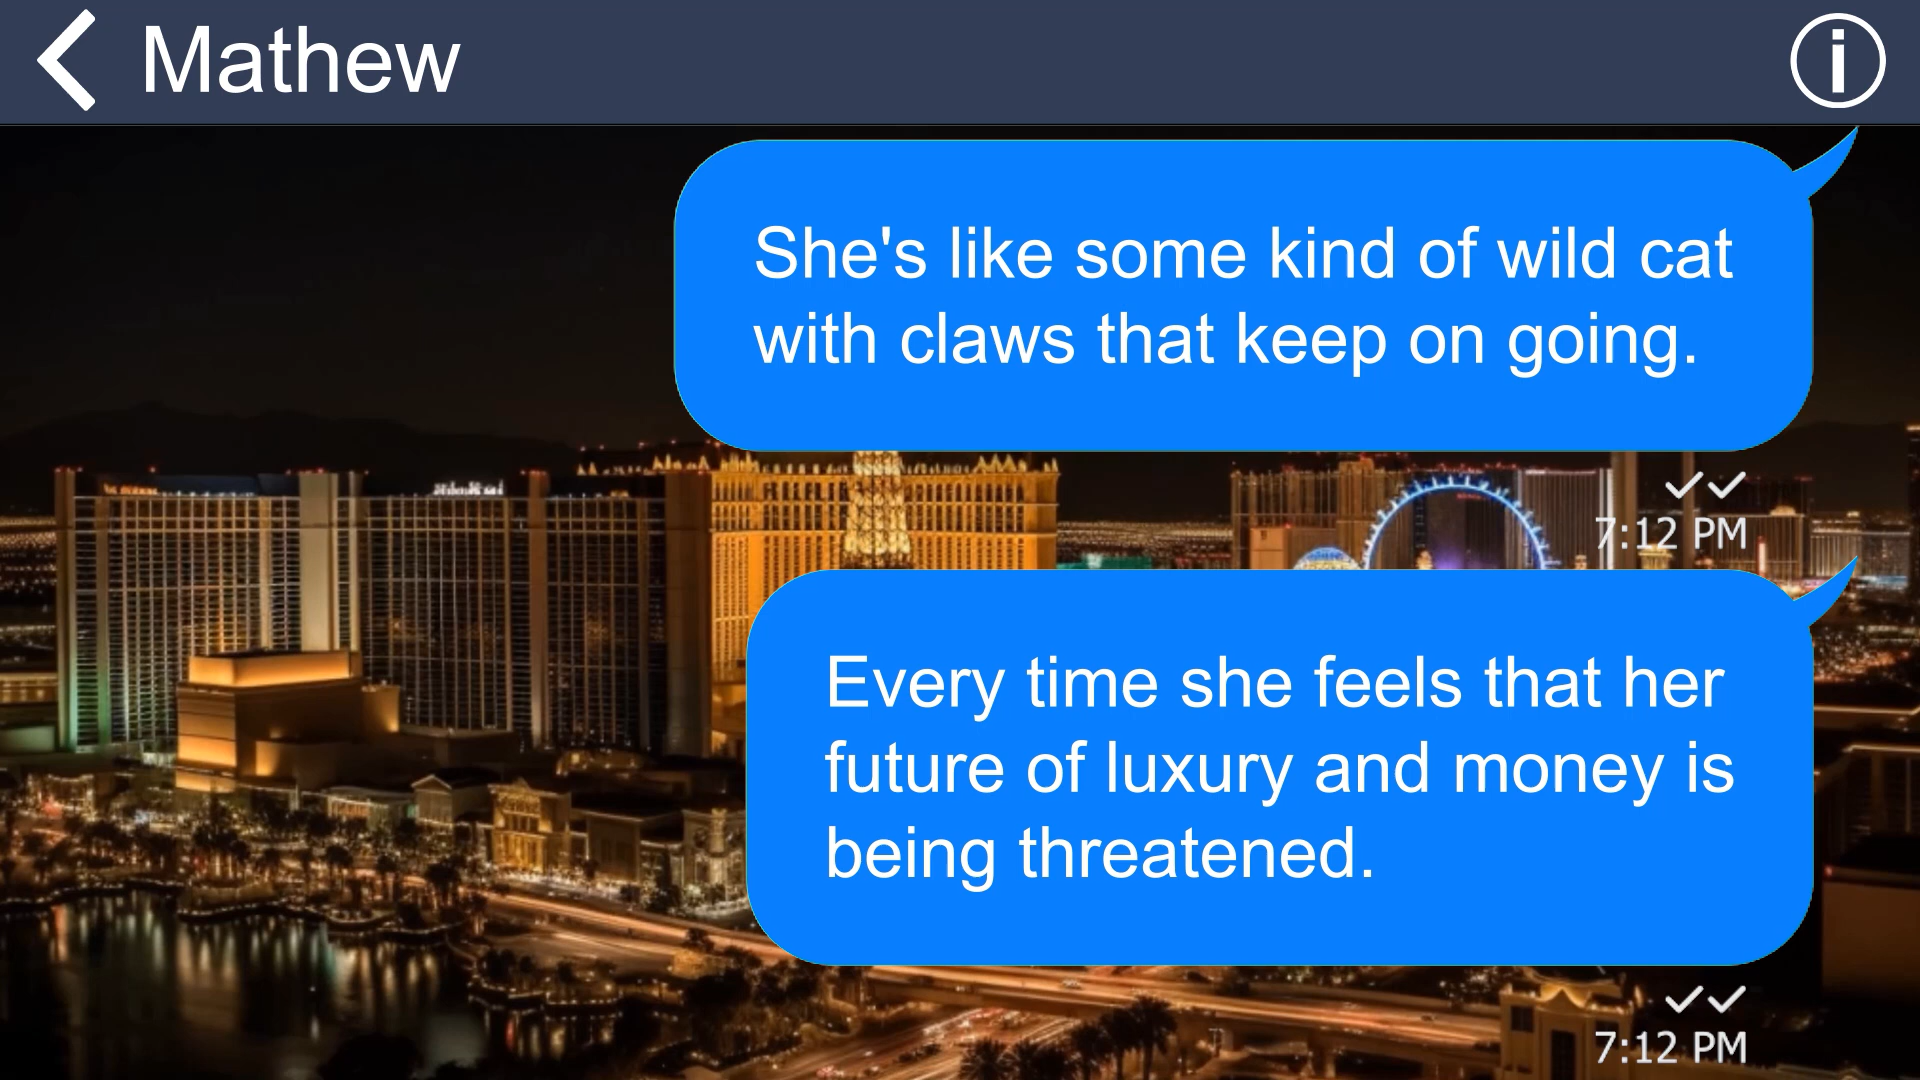 Mathew
She's like some kind of wild cat
with claws that keep on going.
7:12 PM
Every time she feels that her
future of luxury and money is
being threatened.
7:12 PM